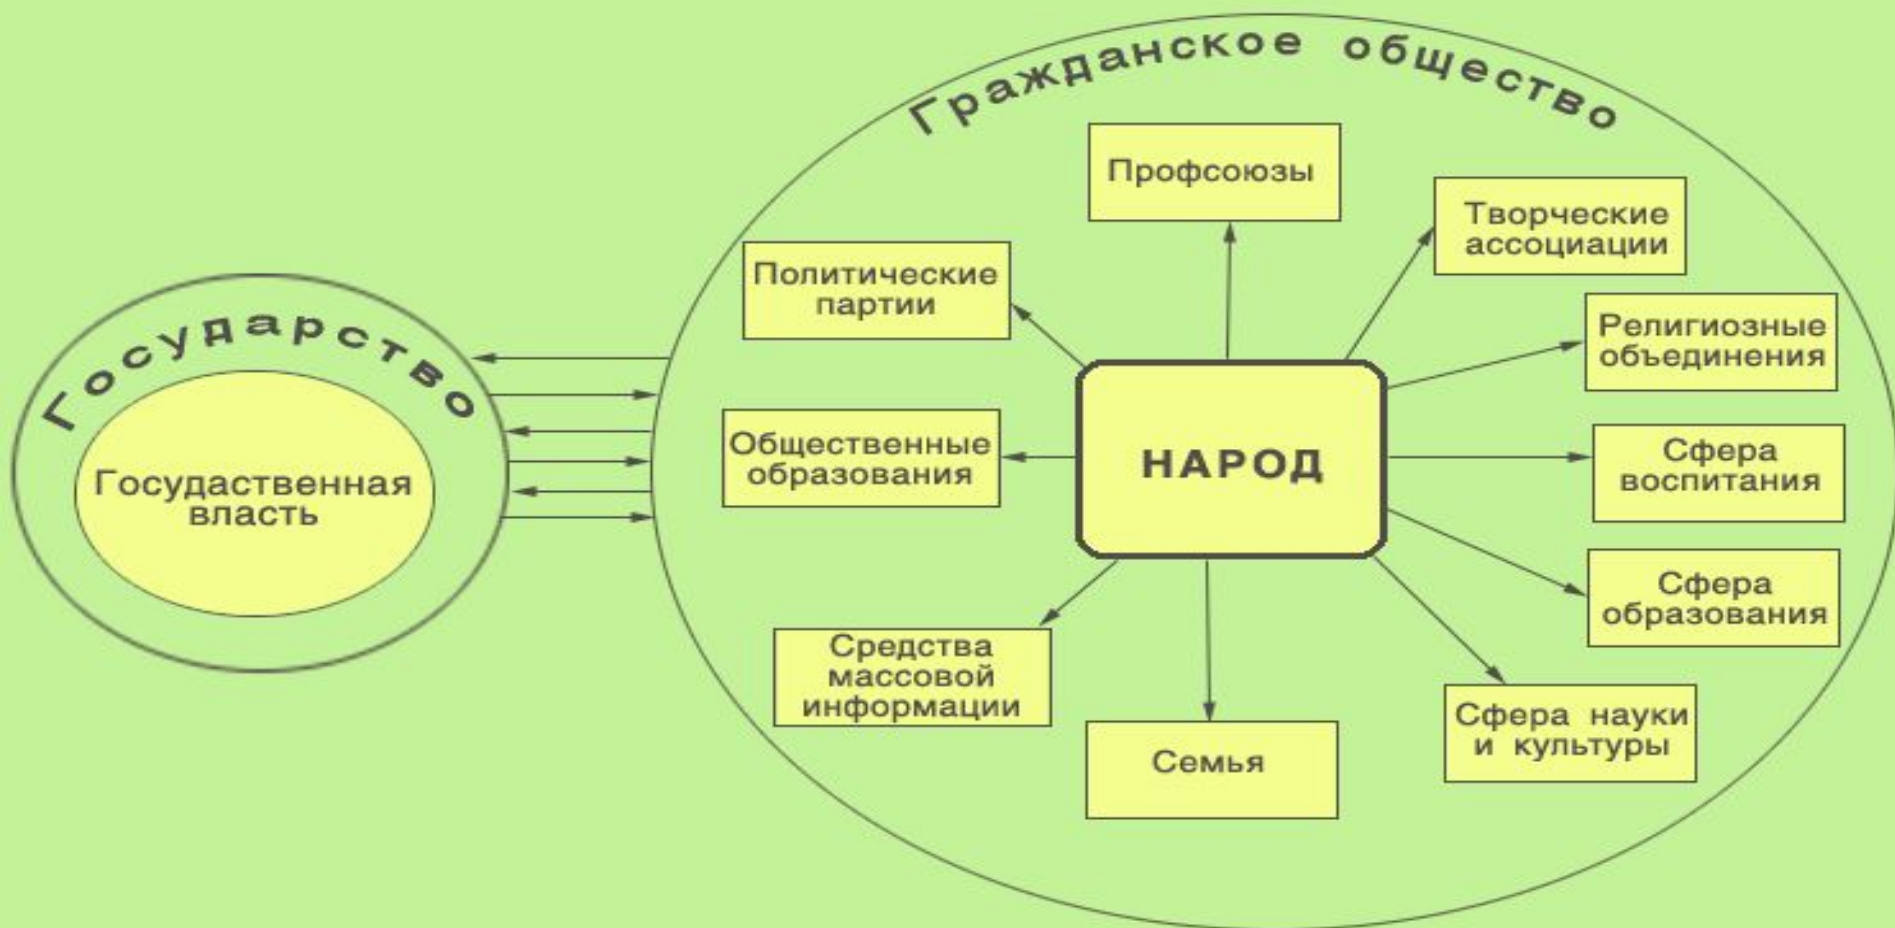 Гражданское общество
Профсоюзы
Творческие
ассоциации
Политические
партии
Религиозные
объединения
Государство
Государственная
власть
Общественные
образования
НАРОД
Сфера
воспитания
Сфера
образования
Средства
массовой
информации
Семья
Сфера науки
и культуры